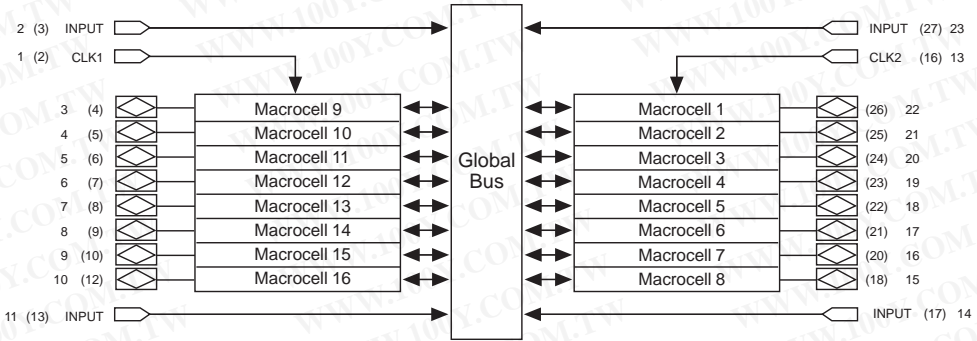 2 (3) INPUT
INPUT (27) 23
1 (2) CLK1
CLK2 (16) 13
3 (4) Macrocell 9 Macrocell 1 (26) 22
4 (5) Macrocell 10 Macrocell 2 (25) 21
5 (6) Macrocell 11 Macrocell 3 (24) 20
Global
Bus
6 (7) Macrocell 12 Macrocell 4 (23) 19
7 (8) Macrocell 13 Macrocell 5 (22) 18
8 (9) Macrocell 14 Macrocell 6 (21) 17
9 (10) Macrocell 15 Macrocell 7 (20) 16
10 (12) Macrocell 16 Macrocell 8 (18) 15
11 (13) INPUT
INPUT (17) 14
WWW.100Y.COM.TW